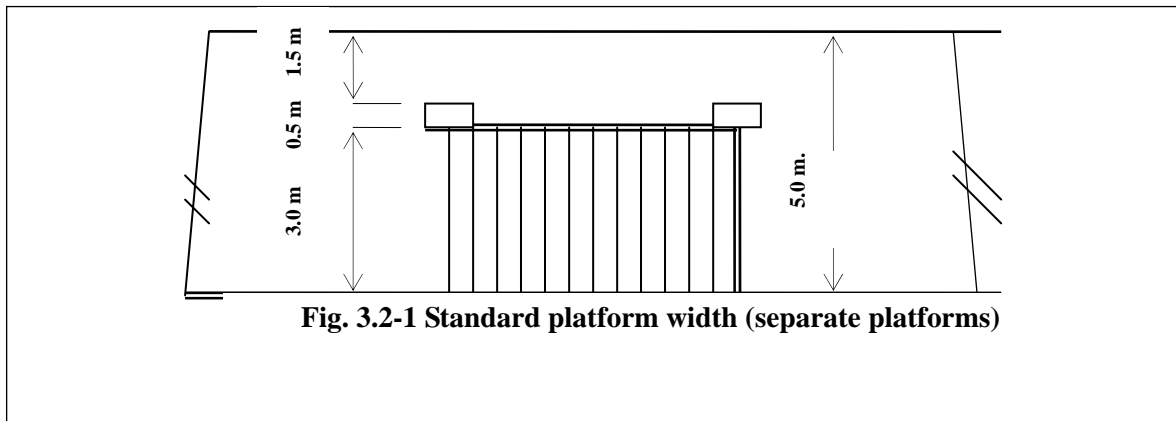 1.5 m
0.5 m
3.0 m
5.0 m.
Fig. 3.2-1 Standard platform width (separate platforms)